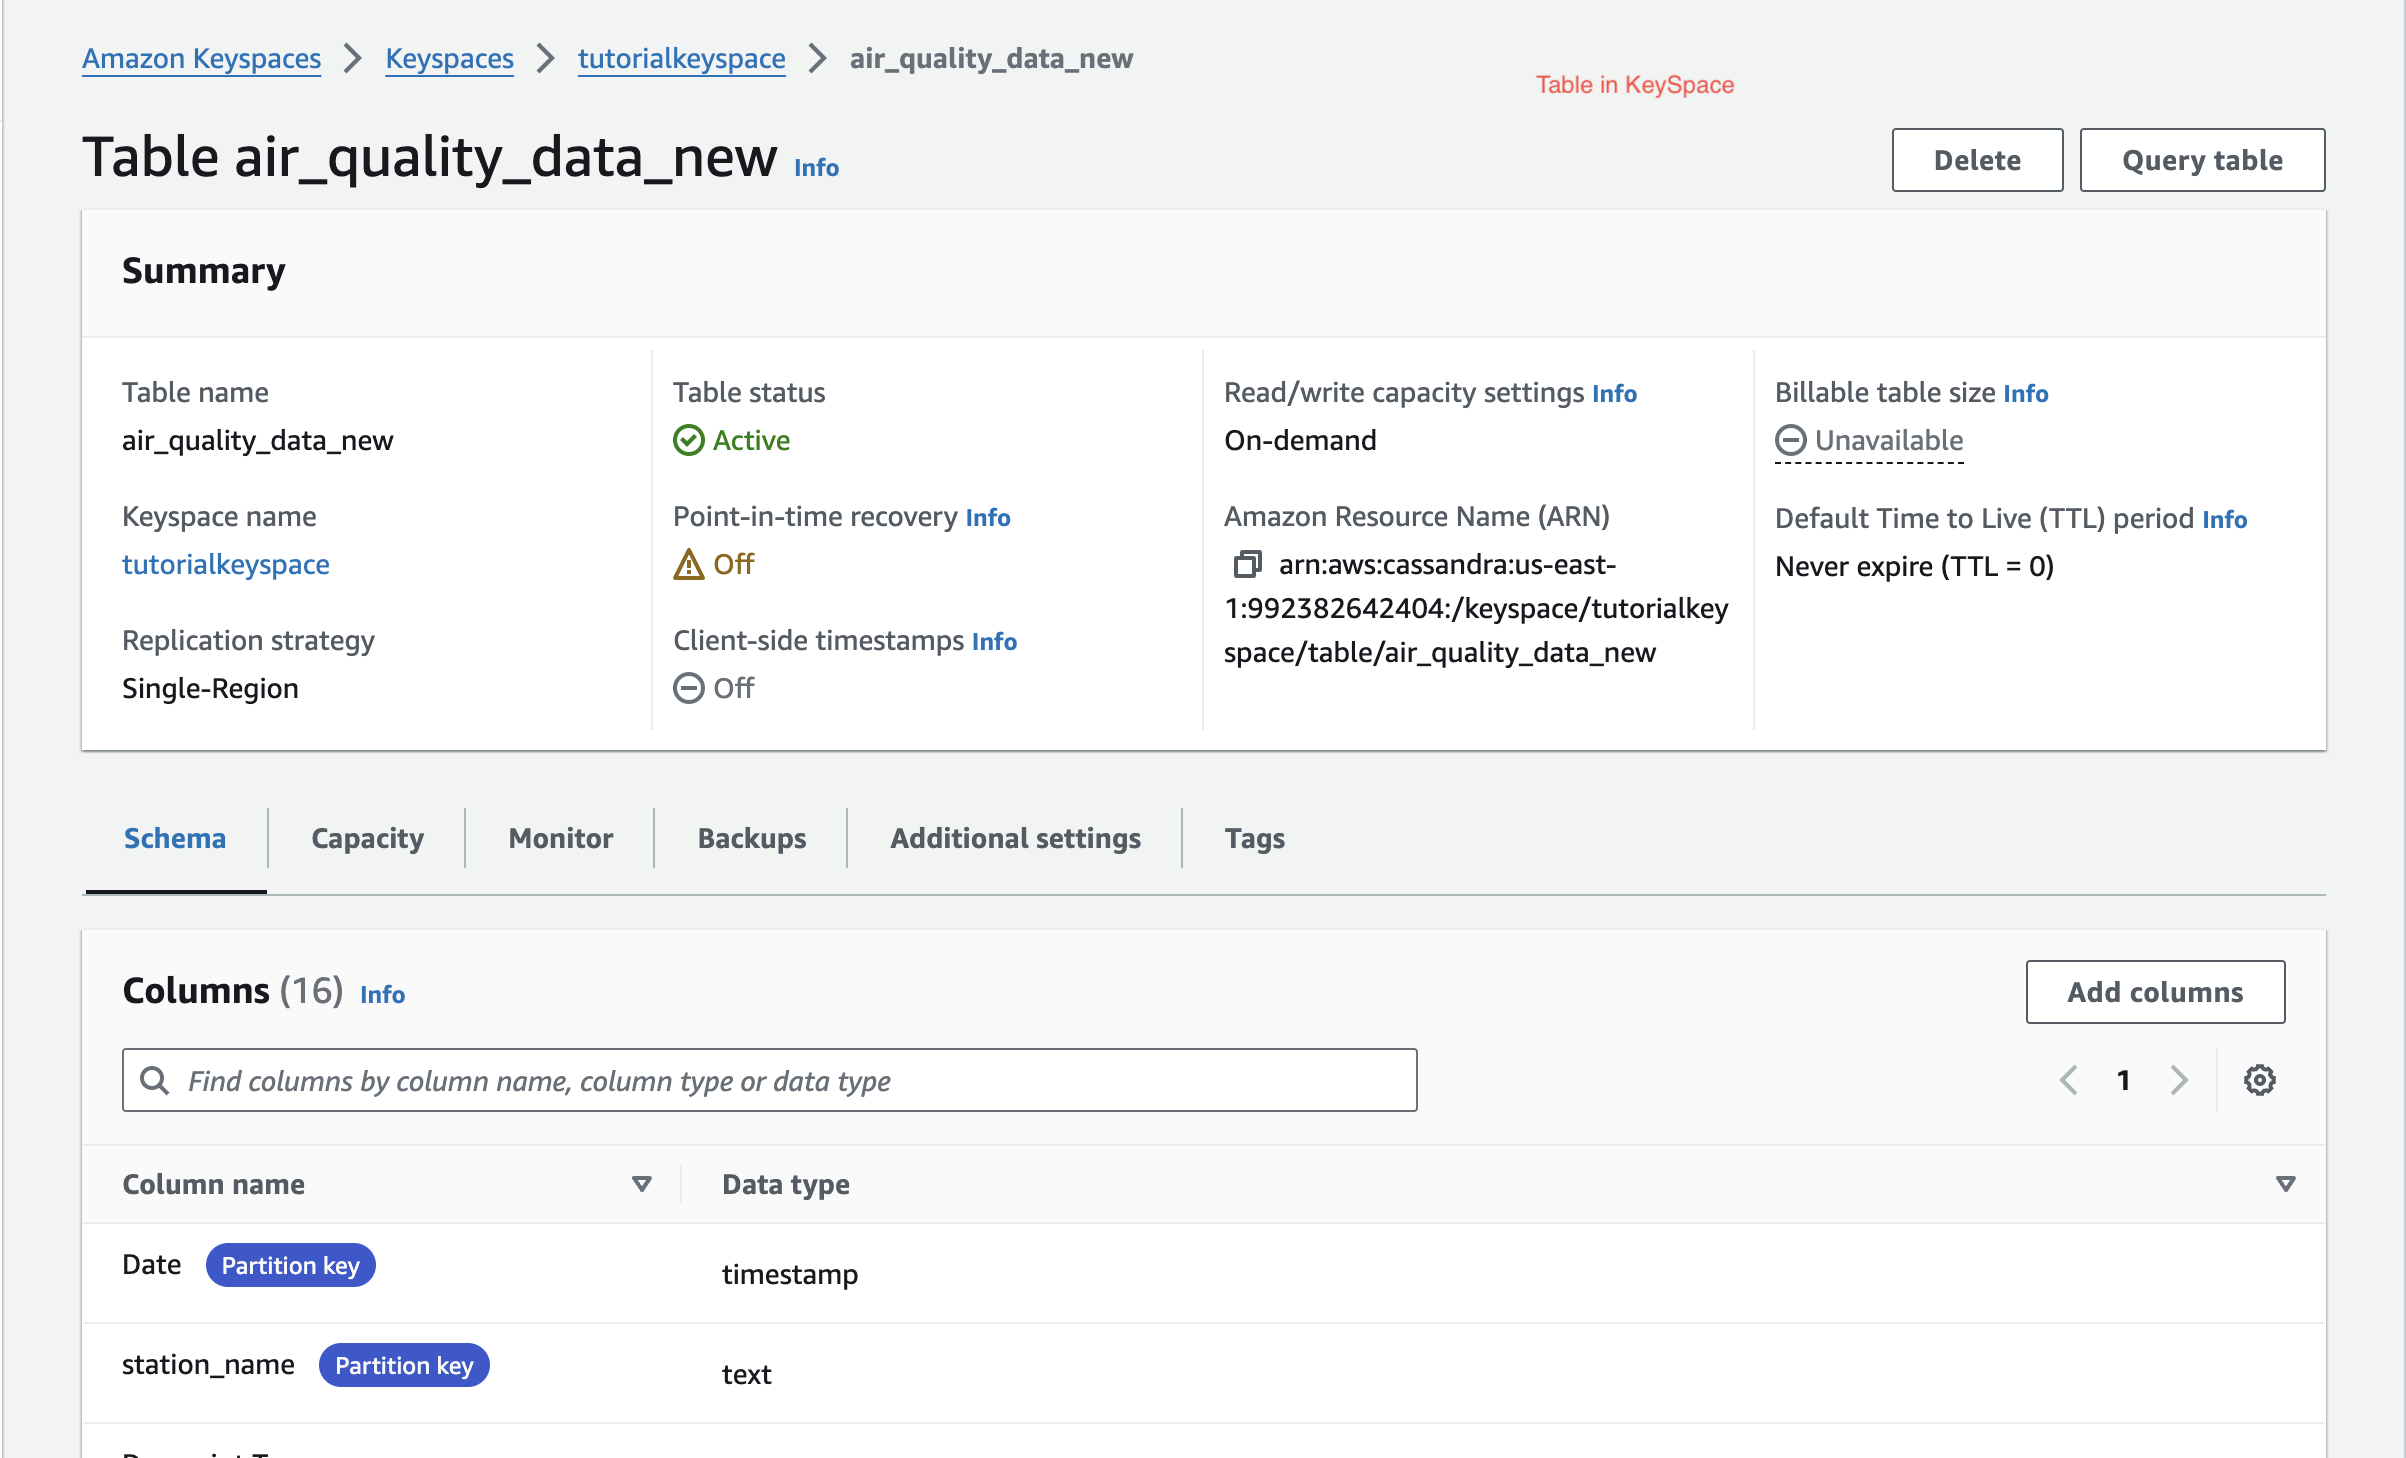 Amazon Keyspaces > Keyspaces > tutorialkeyspace > air_quality_data_new
Table in KeySpace
Table air_quality_data_new Info
Delete
Query table
Summary
Table name
air_quality_data_new
Keyspace name
tutorialkeyspace
Replication strategy
Single-Region
Table status
Active
Point-in-time recovery Info
Off
Client-side timestamps Info
Off
Read/write capacity settings Info
On-demand
Amazon Resource Name (ARN)
arn:aws:cassandra:us-east-
1:992382642404:/keyspace/tutorialkey
space/table/air_quality_data_new
Billable table size Info
Unavailable
Default Time to Live (TTL) period Info
Never expire (TTL = 0)
Schema
Capacity
Monitor
Backups
Additional settings
Tags
Columns (16) Info
Add columns
Find columns by column name, column type or data type
1
Column name
Data type
Date Partition key
timestamp
station_name Partition key
text